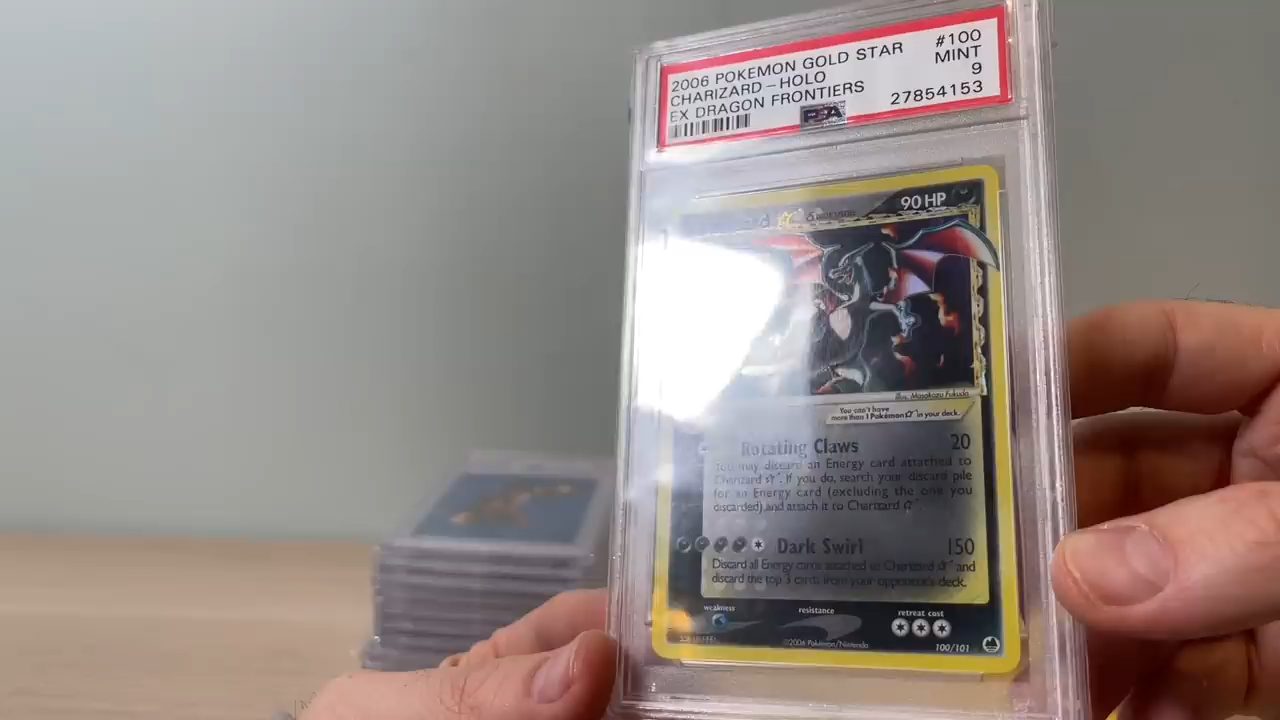 2006 POKEMON GOLD STAR #100
CHARIZARD - HOLO MINT
EX DRAGON FRONTIERS 9
27854153
PSA
90 HP
illus. Masakazu Fukuda
You can't have
more than 1 Pokémon☆ in your deck.
Rotating Claws 20
You may discard an Energy card attached to
Charizard ☆. If you do, search your discard pile
for an Energy card (excluding the one you
discarded) and attach it to Charizard ☆.
Dark Swirl 150
Discard all Energy cards attached to Charizard ☆ and
discard the top 3 cards from your opponent's deck.
weakness resistance retreat cost
©2006 Pokémon/Nintendo 100/101